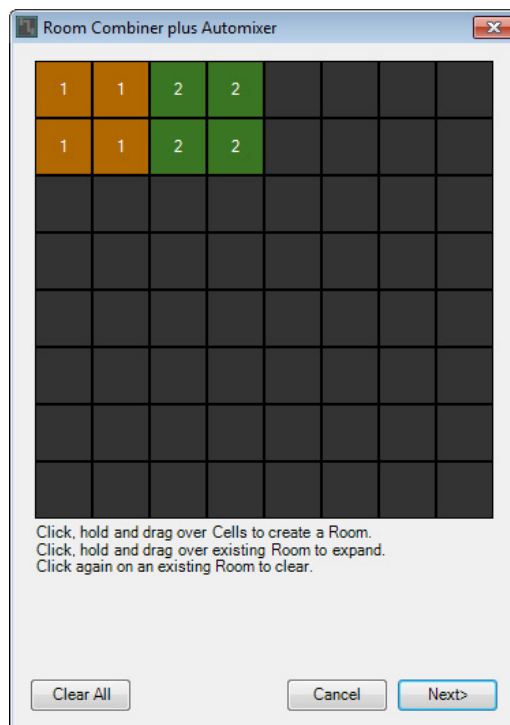 Room Combiner plus Automixer
1 1 2 2
1 1 2 2
Click, hold and drag over Cells to create a Room.
Click, hold and drag over existing Room to expand.
Click again on an existing Room to clear.
Clear All Cancel Next>